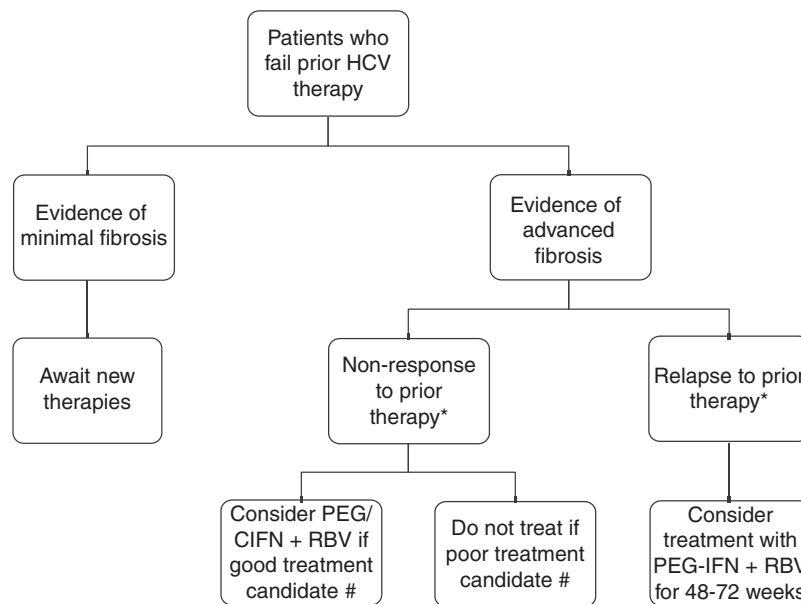 Patients who
fail prior HCV
therapy
Evidence of
minimal fibrosis
Evidence of
advanced
fibrosis
Await new
therapies
Non-response
to prior
therapy*
Relapse to prior
therapy*
Consider PEG/
CIFN + RBV if
good treatment
candidate #
Do not treat if
poor treatment
candidate #
Consider
treatment with
PEG-IFN + RBV
for 48-72 weeks